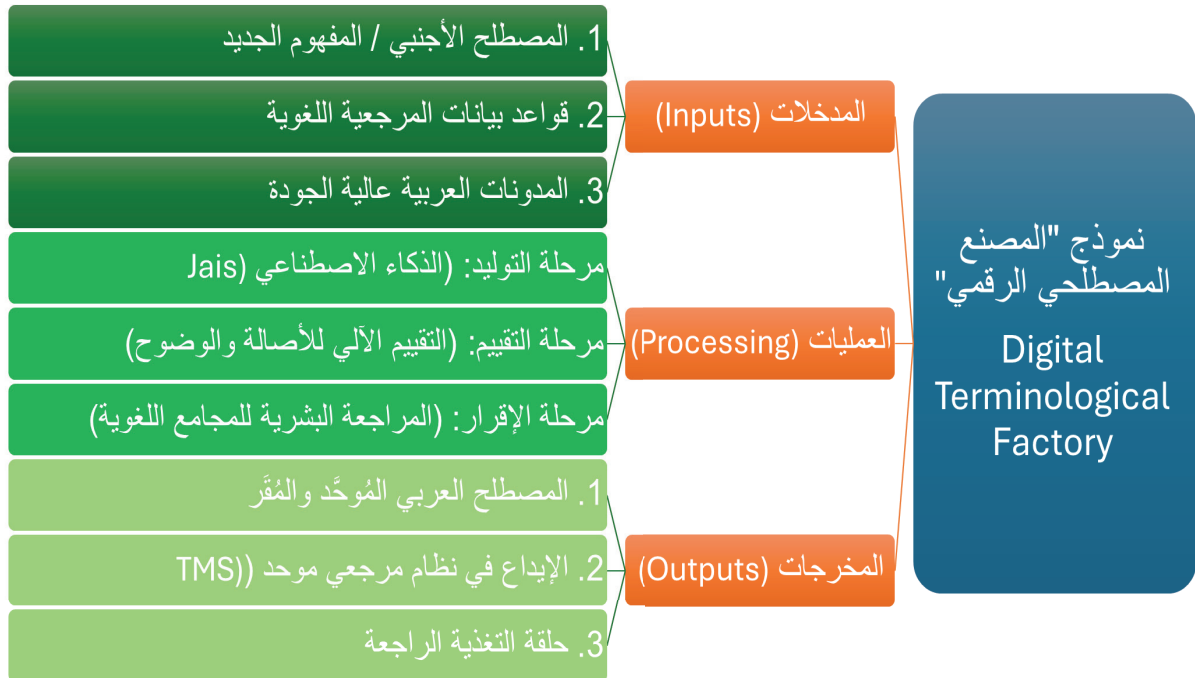 نموذج "المصنع
المصطلحي الرقمي"
Digital
Terminological
Factory
المدخلات (Inputs)
1. المصطلح الأجنبي / المفهوم الجديد
2. قواعد بيانات المرجعية اللغوية
3. المدونات العربية عالية الجودة
العمليات (Processing)
مرحلة التوليد: (الذكاء الاصطناعي (Jais
مرحلة التقييم: (التقييم الآلي للأصالة والوضوح)
مرحلة الإقرار: (المراجعة البشرية للمجامع اللغوية)
المخرجات (Outputs)
1. المصطلح العربي المُوحَّد والمُقَر
2. الإيداع في نظام مرجعي موحد ((TMS
3. حلقة التغذية الراجعة